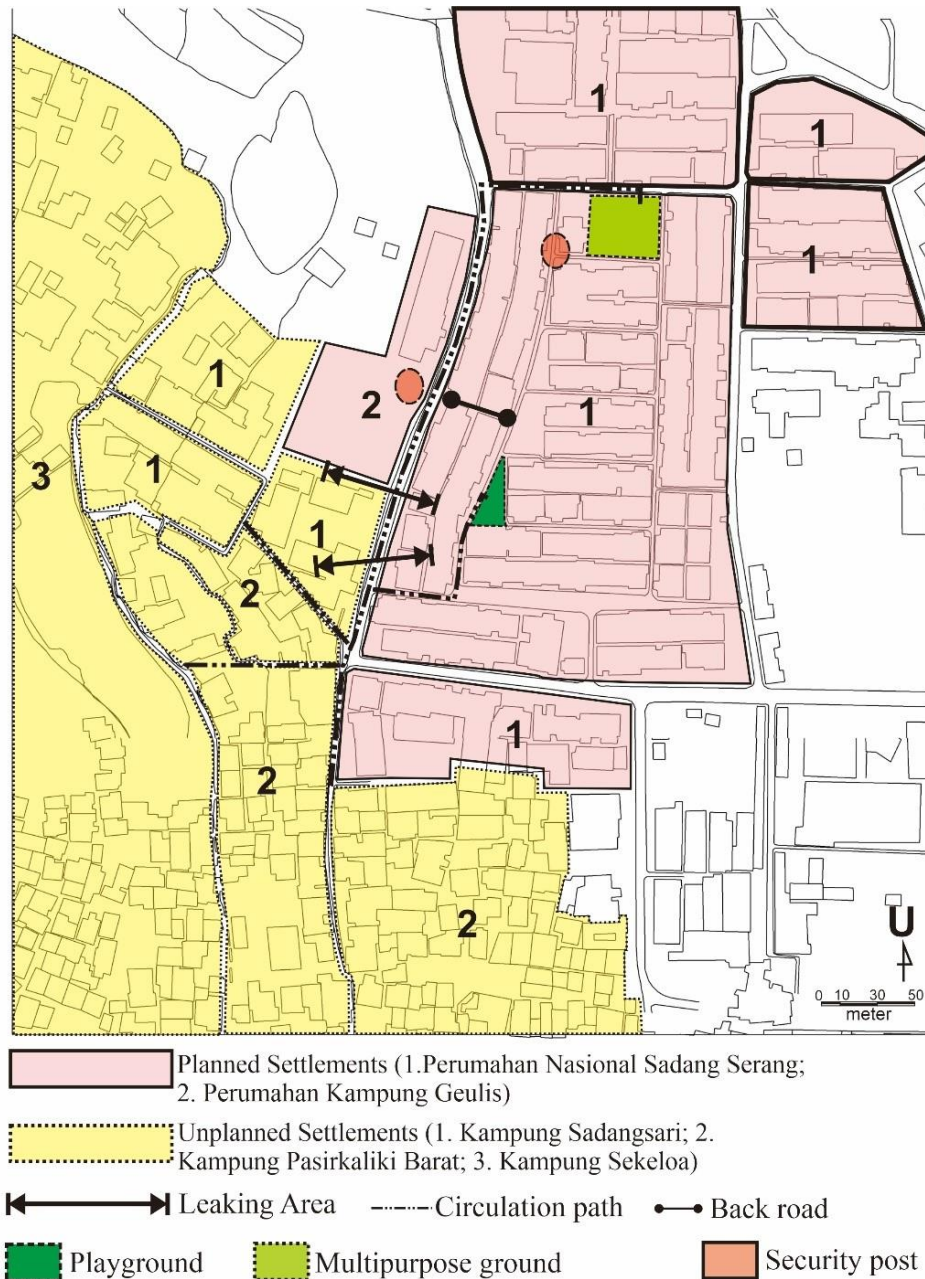 1
1
1
1
2
1
1
3
1
1
2
1
2
2
U
0 10 30 50
meter
Planned Settlements (1.Perumahan Nasional Sadang Serang;
2. Perumahan Kampung Geulis)
Unplanned Settlements (1. Kampung Sadangsari; 2.
Kampung Pasirkaliki Barat; 3. Kampung Sekeloa)
Leaking Area Circulation path Back road
Playground Multipurpose ground Security post